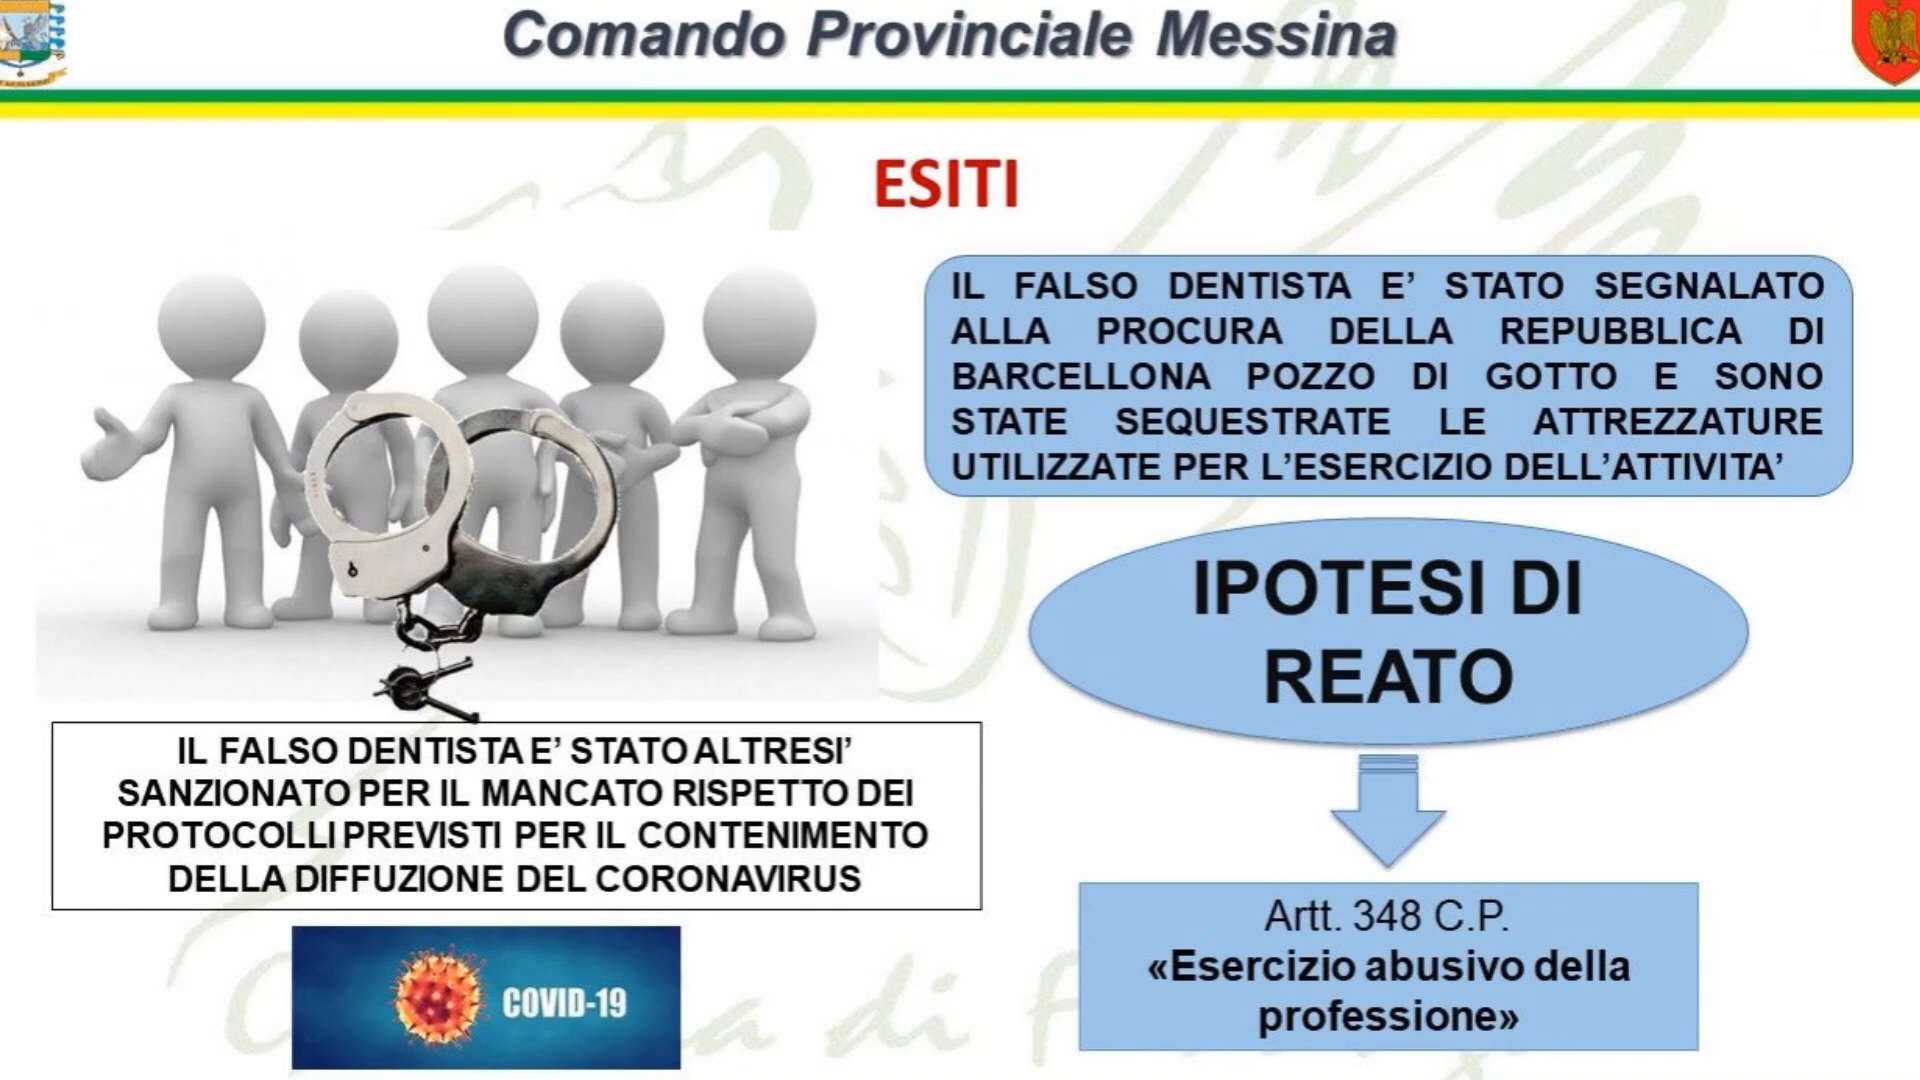 Comando Provinciale Messina
ESITI
IL FALSO DENTISTA E' STATO SEGNALATO
ALLA PROCURA DELLA REPUBBLICA DI
BARCELLONA POZZO DI GOTTO E SONO
STATE SEQUESTRATE LE ATTREZZATURE
UTILIZZATE PER L'ESERCIZIO DELL'ATTIVITA'
IPOTESI DI
REATO
Artt. 348 C.P.
«Esercizio abusivo della
professione»
IL FALSO DENTISTA E' STATO ALTRESI'
SANZIONATO PER IL MANCATO RISPETTO DEI
PROTOCOLLI PREVISTI PER IL CONTENIMENTO
DELLA DIFFUZIONE DEL CORONAVIRUS
COVID-19